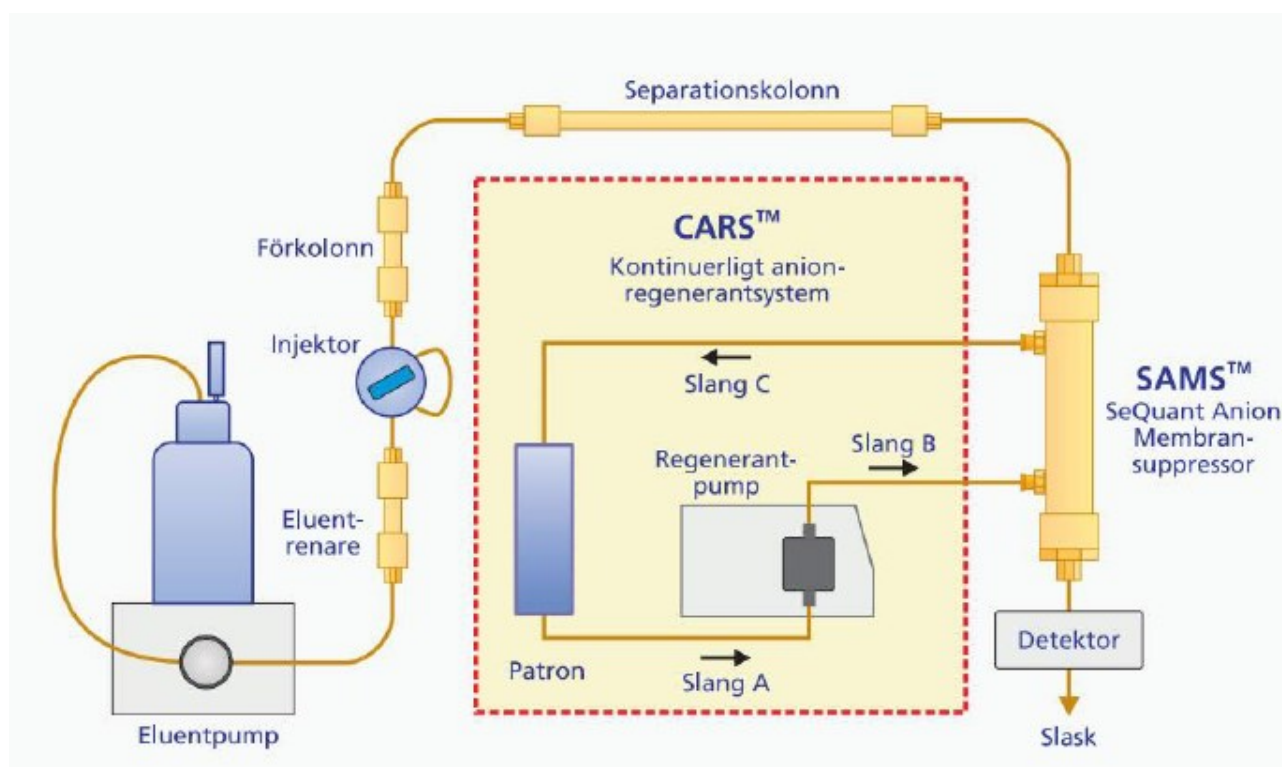 Separationskolonn
CARS™
Kontinuerligt anion-
regenerantsystem
Förkolonn
Injektor
Slang C
SAMS™
SeQuant Anion
Membran-
suppressor
Slang B
Regenerant-
pump
Eluent-
renare
Detektor
Patron
Slang A
Eluentpump
Slask